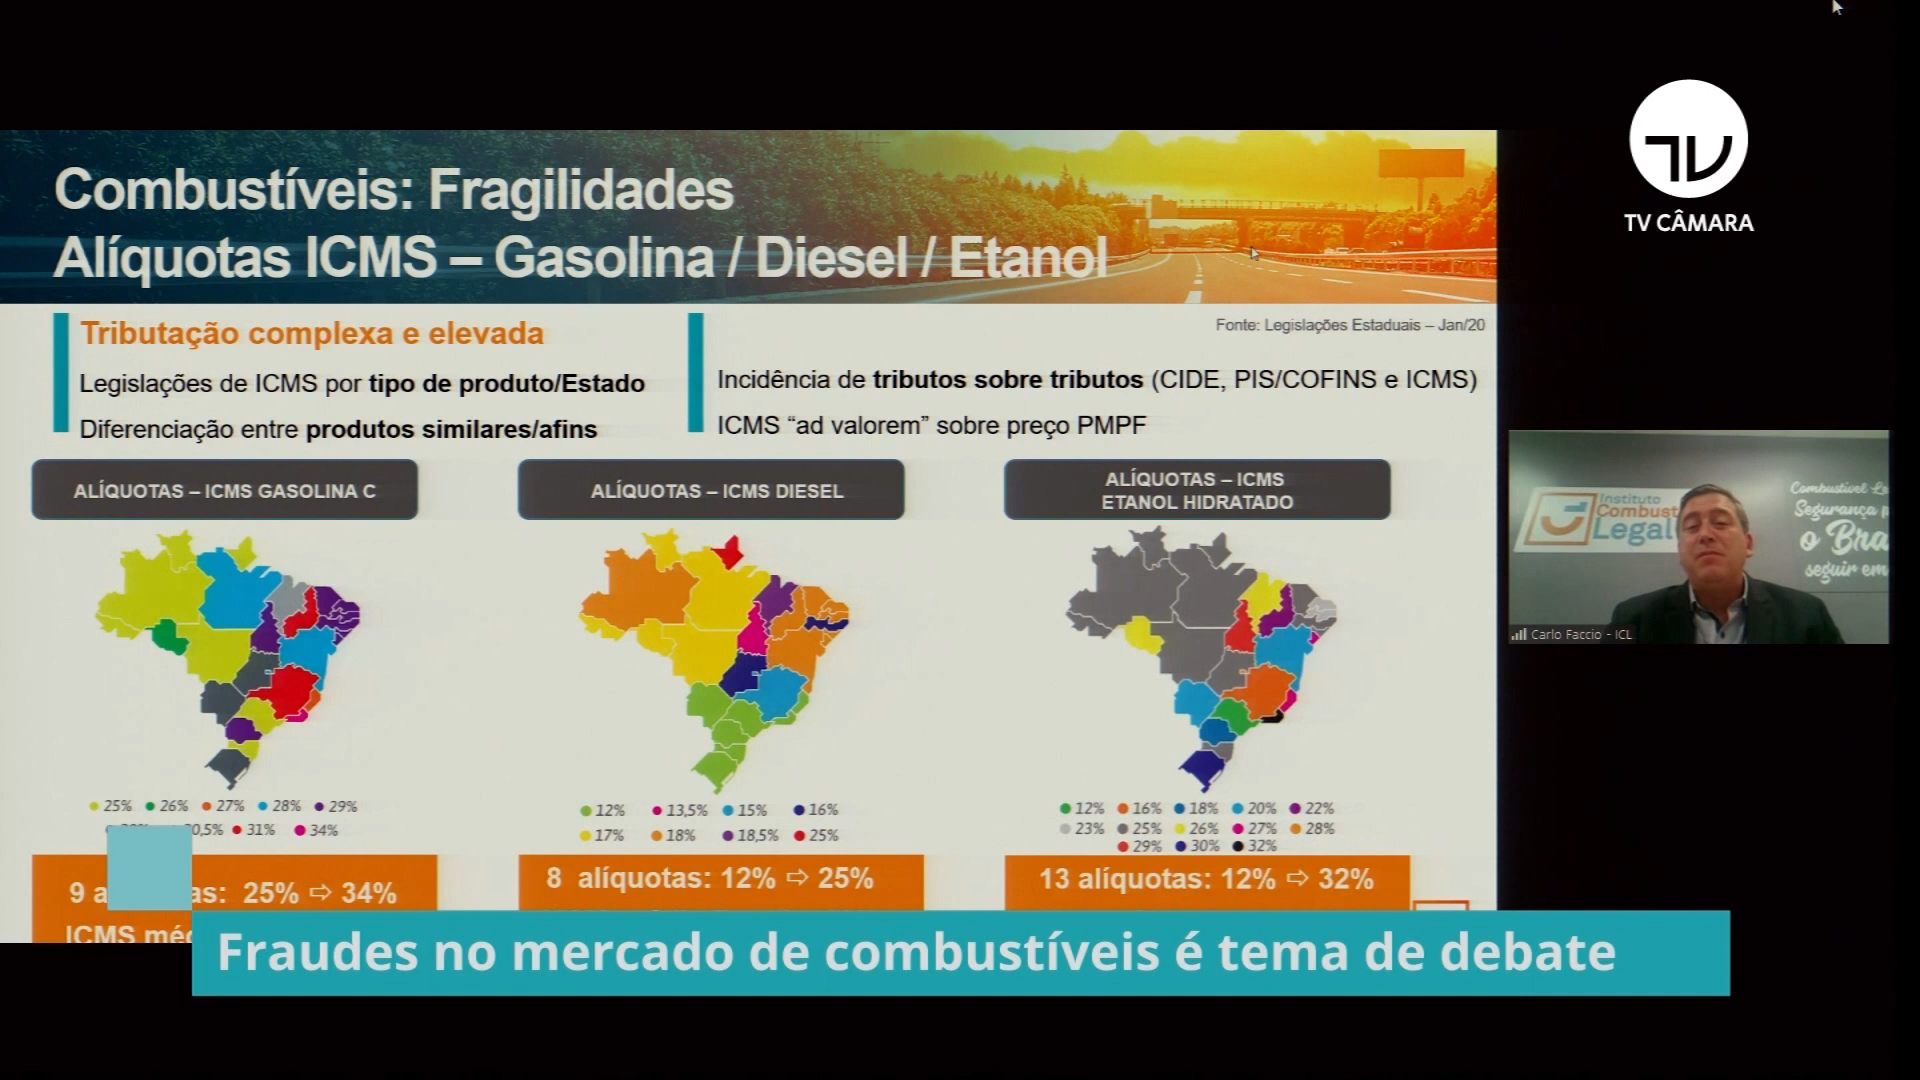 TV CÂMARA
Combustíveis: Fragilidades
Alíquotas ICMS – Gasolina / Diesel / Etanol
Tributação complexa e elevada
Legislações de ICMS por tipo de produto/Estado
Diferenciação entre produtos similares/afins
Fonte: Legislações Estaduais – Jan/20
Incidência de tributos sobre tributos (CIDE, PIS/COFINS e ICMS)
ICMS “ad valorem” sobre preço PMPF
ALÍQUOTAS – ICMS GASOLINA C
25% 26% 27% 28% 29%
0,5% 31% 34%
9 a as: 25% ⇨ 34%
ICMS méd
ALÍQUOTAS – ICMS DIESEL
12% 13,5% 15% 16%
17% 18% 18,5% 25%
8 alíquotas: 12% ⇨ 25%
ALÍQUOTAS – ICMS
ETANOL HIDRATADO
12% 16% 18% 20% 22%
23% 25% 26% 27% 28%
29% 30% 32%
13 alíquotas: 12% ⇨ 32%
Instituto
Combust
Legal
Combustível Le
Segurança p
o Bra
seguir em
Carlo Faccio - ICL
Fraudes no mercado de combustíveis é tema de debate